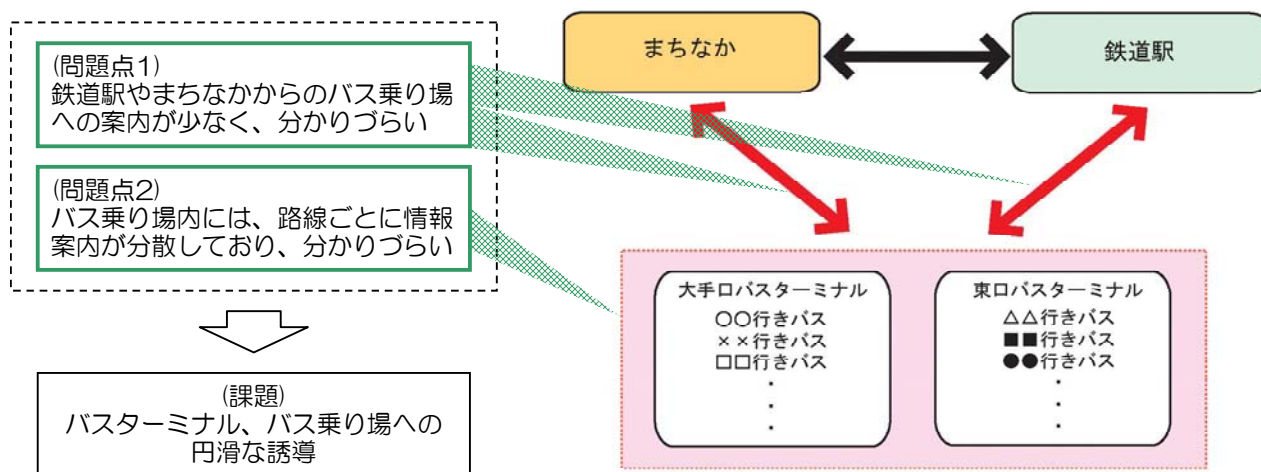 (問題点1)
鉄道駅やまちなかからのバス乗り場
への案内が少なく、分かりづらい
(問題点2)
バス乗り場内には、路線ごとに情報
案内が分散しており、分かりづらい
(課題)
バスターミナル、バス乗り場への
円滑な誘導
まちなか
鉄道駅
大手口バスターミナル
〇〇行きバス
××行きバス
□□行きバス
・
・
・
東口バスターミナル
△△行きバス
■■行きバス
●●行きバス
・
・
・